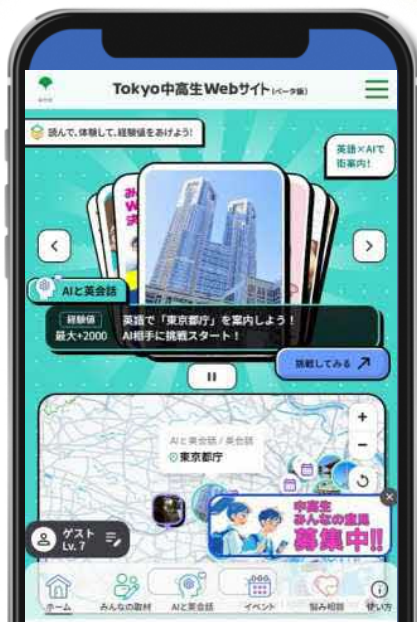 Tokyo中高生Webサイト(ベータ版)
読んで、体験して、経験値をあげよう!
英語×AIで
街案内!
AIと英会話
経験値
最大+2000
英語で「東京都庁」を案内しよう!
AI相手に挑戦スタート!
挑戦してみる
AIと英会話 / 英会話
東京都庁
+
-
中高生
みんなの意見
募集中!!
ゲスト
Lv. 7
ホーム
みんなの取材
AIと英会話
イベント
悩み相談
使い方